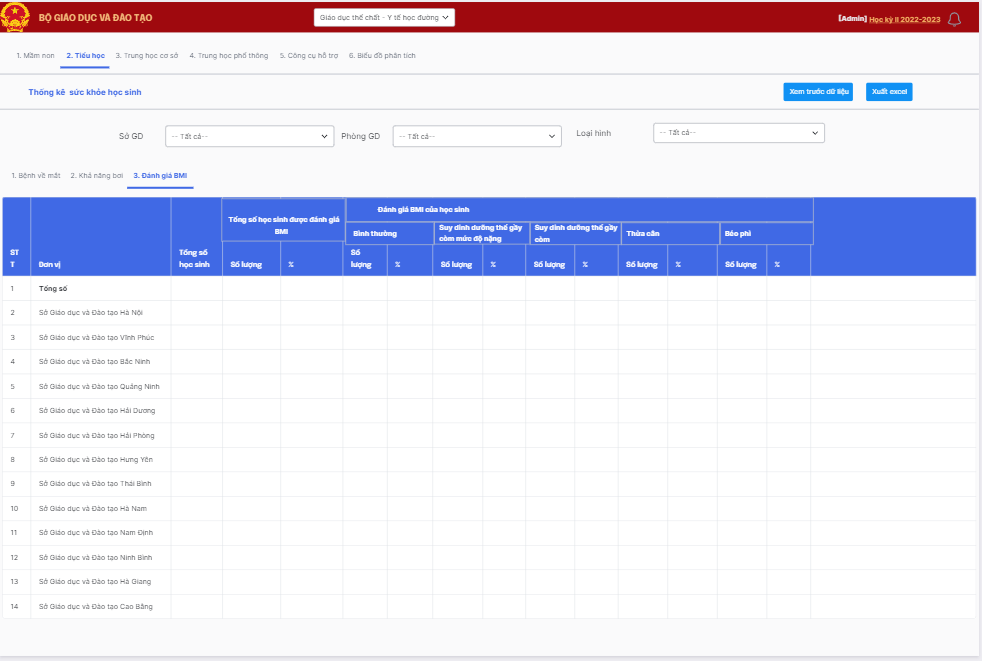 BỘ GIÁO DỤC VÀ ĐÀO TẠO
Giáo dục thể chất - Y tế học đường
[Admin] Học kỳ II 2022-2023
1. Mầm non 2. Tiểu học 3. Trung học cơ sở 4. Trung học phổ thông 5. Công cụ hỗ trợ 6. Biểu đồ phân tích
Thống kê sức khỏe học sinh
Xem trước dữ liệu
Xuất excel
Sở GD -- Tất cả-- Phòng GD -- Tất cả-- Loại hình -- Tất cả--
1. Bệnh về mắt 2. Khả năng bơi 3. Đánh giá BMI
STT
Đơn vị
Tổng số học sinh
Tổng số học sinh được đánh giá BMI
Đánh giá BMI của học sinh
Bình thường
Suy dinh dưỡng thể gầy còm mức độ nặng
Suy dinh dưỡng thể gầy còm
Thừa cân
Béo phì
Số lượng % Số lượng % Số lượng % Số lượng % Số lượng % Số lượng %
1 Tổng số
2 Sở Giáo dục và Đào tạo Hà Nội
3 Sở Giáo dục và Đào tạo Vĩnh Phúc
4 Sở Giáo dục và Đào tạo Bắc Ninh
5 Sở Giáo dục và Đào tạo Quảng Ninh
6 Sở Giáo dục và Đào tạo Hải Dương
7 Sở Giáo dục và Đào tạo Hải Phòng
8 Sở Giáo dục và Đào tạo Hưng Yên
9 Sở Giáo dục và Đào tạo Thái Bình
10 Sở Giáo dục và Đào tạo Hà Nam
11 Sở Giáo dục và Đào tạo Nam Định
12 Sở Giáo dục và Đào tạo Ninh Bình
13 Sở Giáo dục và Đào tạo Hà Giang
14 Sở Giáo dục và Đào tạo Cao Bằng